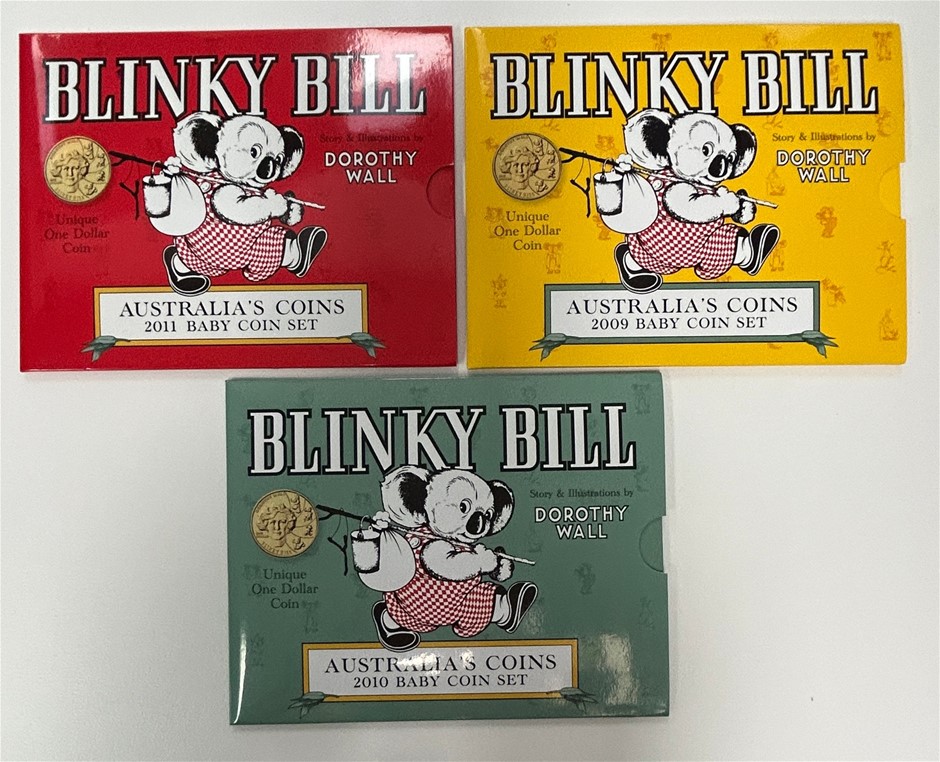 BLINKY BILL
Story & Illustrations by
DOROTHY
WALL
Unique
One Dollar
Coin
AUSTRALIA'S COINS
2011 BABY COIN SET
BLINKY BILL
Story & Illustrations by
DOROTHY
WALL
Unique
One Dollar
Coin
AUSTRALIA'S COINS
2009 BABY COIN SET
BLINKY BILL
Story & Illustrations by
DOROTHY
WALL
Unique
One Dollar
Coin
AUSTRALIA'S COINS
2010 BABY COIN SET